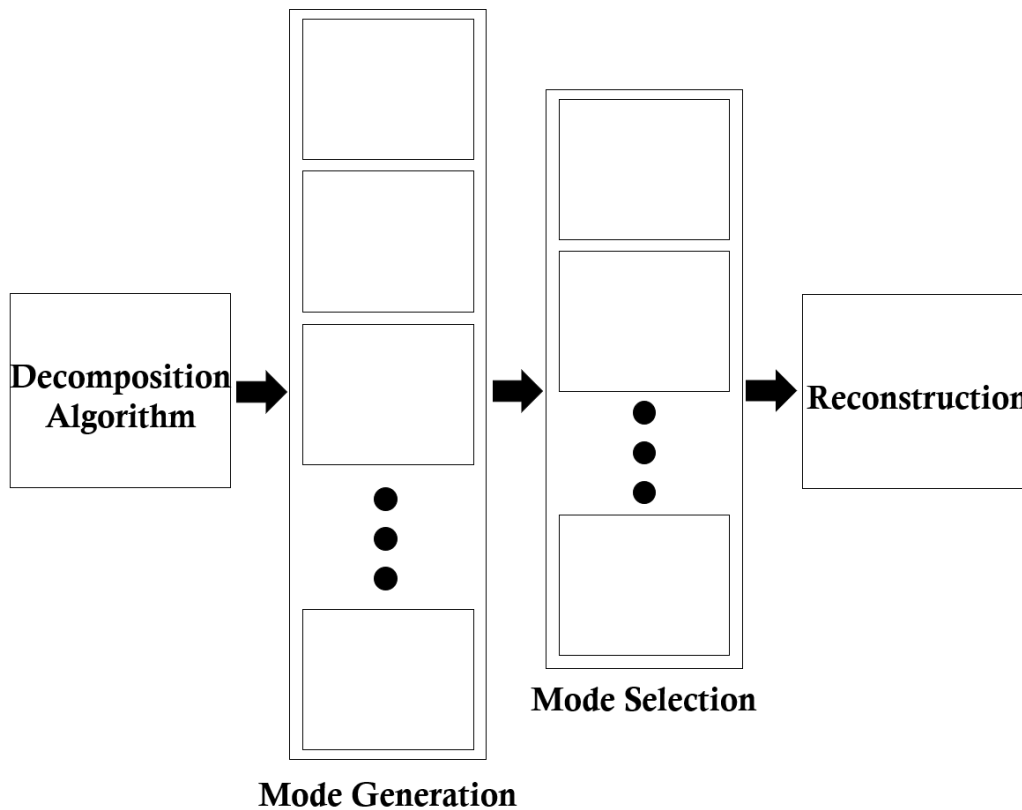 Decomposition
Algorithm
Mode Generation
Mode Selection
Reconstruction